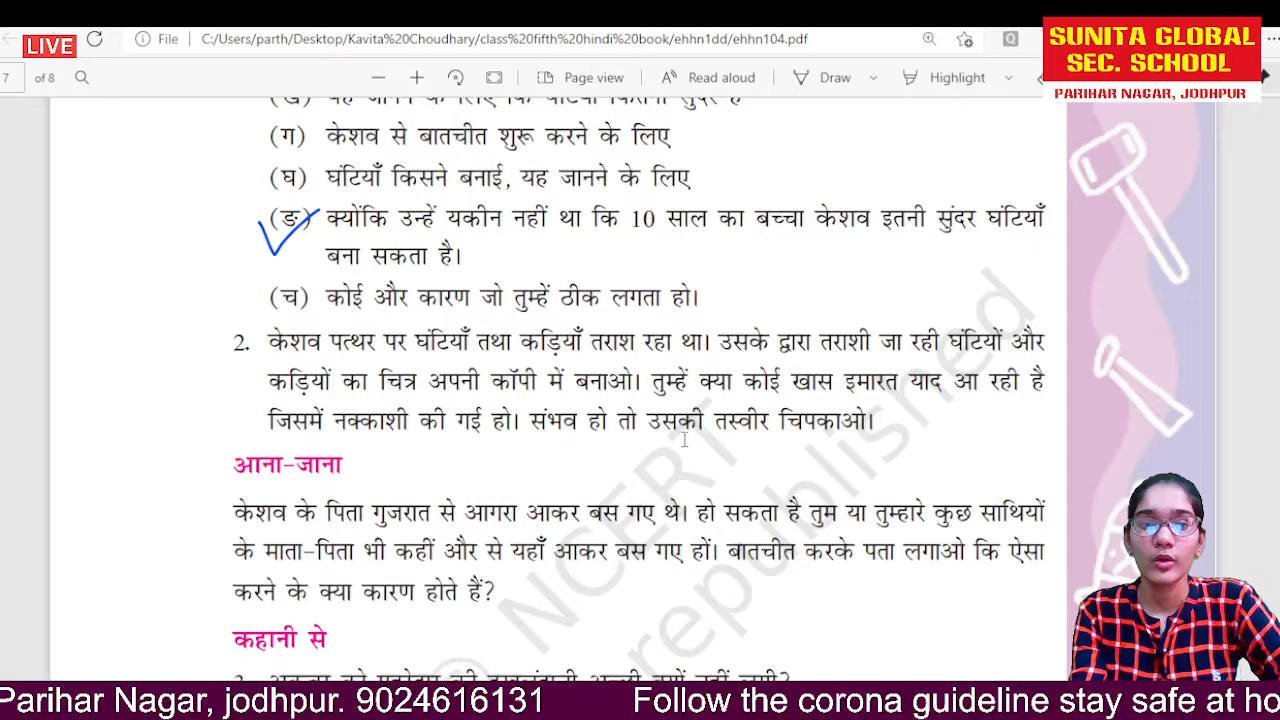 LIVE
File
C:/Users/parth/Desktop/Kavita%20Choudhary/class%20fifth%20hindi%20book/ehhn1dd/ehhn104.pdf
SUNITA GLOBAL
SEC. SCHOOL
PARIHAR NAGAR, JODHPUR
7 of 8
Page view
Read aloud
Draw
Highlight
(ग) केशव से बातचीत शुरू करने के लिए
(घ) घंटियाँ किसने बनाई, यह जानने के लिए
(ङ) क्योंकि उन्हें यकीन नहीं था कि 10 साल का बच्चा केशव इतनी सुंदर घंटियाँ
बना सकता है।
(च) कोई और कारण जो तुम्हें ठीक लगता हो।
2. केशव पत्थर पर घंटियाँ तथा कड़ियाँ तराश रहा था। उसके द्वारा तराशी जा रही घंटियों और
कड़ियों का चित्र अपनी कॉपी में बनाओ। तुम्हें क्या कोई खास इमारत याद आ रही है
जिसमें नक्काशी की गई हो। संभव हो तो उसकी तस्वीर चिपकाओ।
आना-जाना
केशव के पिता गुजरात से आगरा आकर बस गए थे। हो सकता है तुम या तुम्हारे कुछ साथियों
के माता-पिता भी कहीं और से यहाँ आकर बस गए हों। बातचीत करके पता लगाओ कि ऐसा
करने के क्या कारण होते हैं?
कहानी से
© NCERT
republished
Parihar Nagar, jodhpur. 9024616131 Follow the corona guideline stay safe at ho